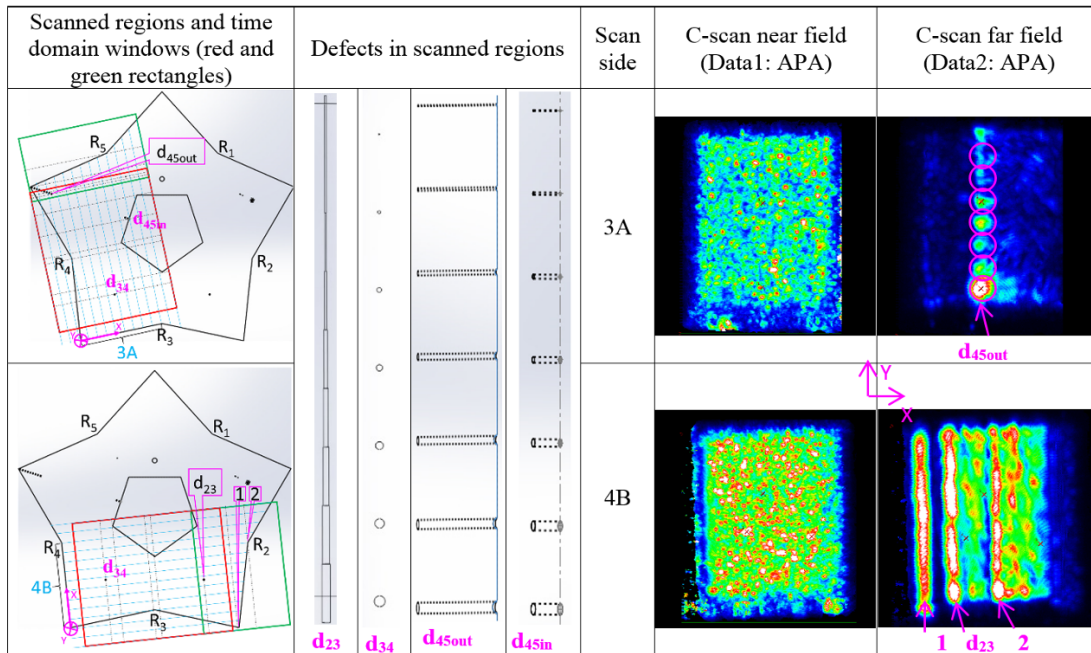 Scanned regions and time
domain windows (red and
green rectangles)
Defects in scanned regions
Scan
side
C-scan near field
(Data1: APA)
C-scan far field
(Data2: APA)
R5
R1
d45out
d45in
R4
R2
d34
Y
X
R3
3A
3A
d45out
R5
R1
d23
1
2
R4
R2
d34
4B
X
Y
R3
d23
d34
d45out
d45in
4B
Y
X
1
d23
2